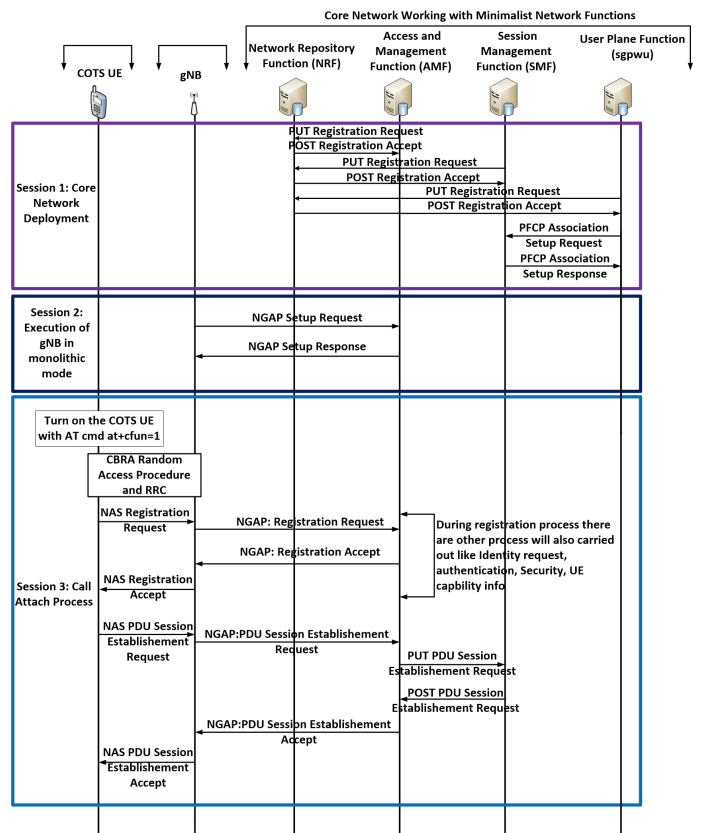 Core Network Working with Minimalist Network Functions
COTS UE
gNB
Network Repository
Function (NRF)
Access and
Management
Function (AMF)
Session
Management
Function (SMF)
User Plane Function
(sgpwu)
Session 1: Core
Network
Deployment
PUT Registration Request
POST Registration Accept
PUT Registration Request
POST Registration Accept
PUT Registration Request
POST Registration Accept
PFCP Association
Setup Request
PFCP Association
Setup Response
Session 2:
Execution of
gNB in
monolithic
mode
NGAP Setup Request
NGAP Setup Response
Session 3: Call
Attach Process
Turn on the COTS UE
with AT cmd at+cfun=1
CBRA Random
Access Procedure
and RRC
NAS Registration
Request
NGAP: Registration Request
NGAP: Registration Accept
During registration process there
are other process will also carried
out like Identity request,
authentication, Security, UE
capbility info
NAS Registration
Accept
NAS PDU Session
Establishement
Request
NGAP:PDU Session Establishement
Request
PUT PDU Session
Establishement Request
POST PDU Session
Establishement Request
NGAP:PDU Session Establishement
Accept
NAS PDU Session
Establishement
Accept